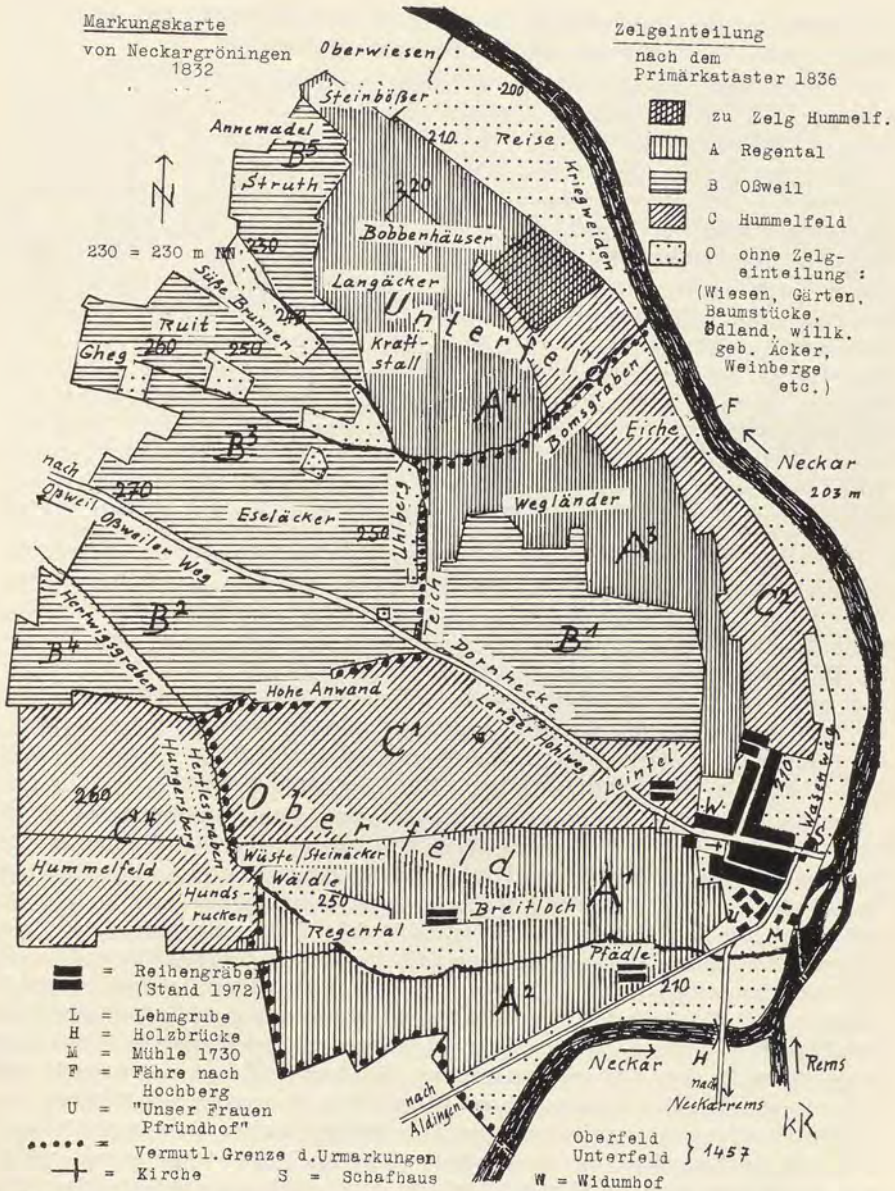 Markungskarte
von Neckargröningen
1832
Zelgeinteilung
nach dem
Primärkataster 1836
zu Zelg Hummelf.
A Regental
B Oßweil
C Hummelfeld
O ohne Zelg-
einteilung :
(Wiesen, Gärten,
Baumstücke,
Ödland, willk.
geb. Äcker,
Weinberge
etc.)
N
230 = 230 m NN
Oberwiesen
200
Steinbößer
210
Reise
Annemadel
B5
Struth
220
Kriegweiden
Bobbenhäuser
230
Süße Brunnen
Langäcker
240
Unterfeld
Kraft-
stall
Ruit
Gheg
260
250
A4
Bomsgraben
F
Eiche
Neckar
203 m
B3
nach
Oßweil
270
Oßweiler Weg
Eseläcker
250
Uhlberg
Wegländer
A3
C2
Teich
B2
B1
Hertwigsgraben
B4
Dornhecke
Langer Hohlweg
Hohe Anwand
C1
Leintel
L
W
210
Wasenweg
S
Hertlesgraben
Hungersberg
260
C4
Oberfeld
Hummelfeld
Wüste/Steinäcker
Wäldle
A1
Hunds-
rucken
250
Breitloch
Regental
U
M
Pfädle
A2
210
Neckar
H
Rems
nach
Neckarrems
nach
Aldingen
kR
= Reihengräber
(Stand 1972)
L = Lehmgrube
H = Holzbrücke
M = Mühle 1730
F = Fähre nach
Hochberg
U = "Unser Frauen
Pfründhof"
= Vermutl. Grenze d. Urmarkungen
= Kirche S = Schafhaus W = Widumhof
Oberfeld
Unterfeld } 1457